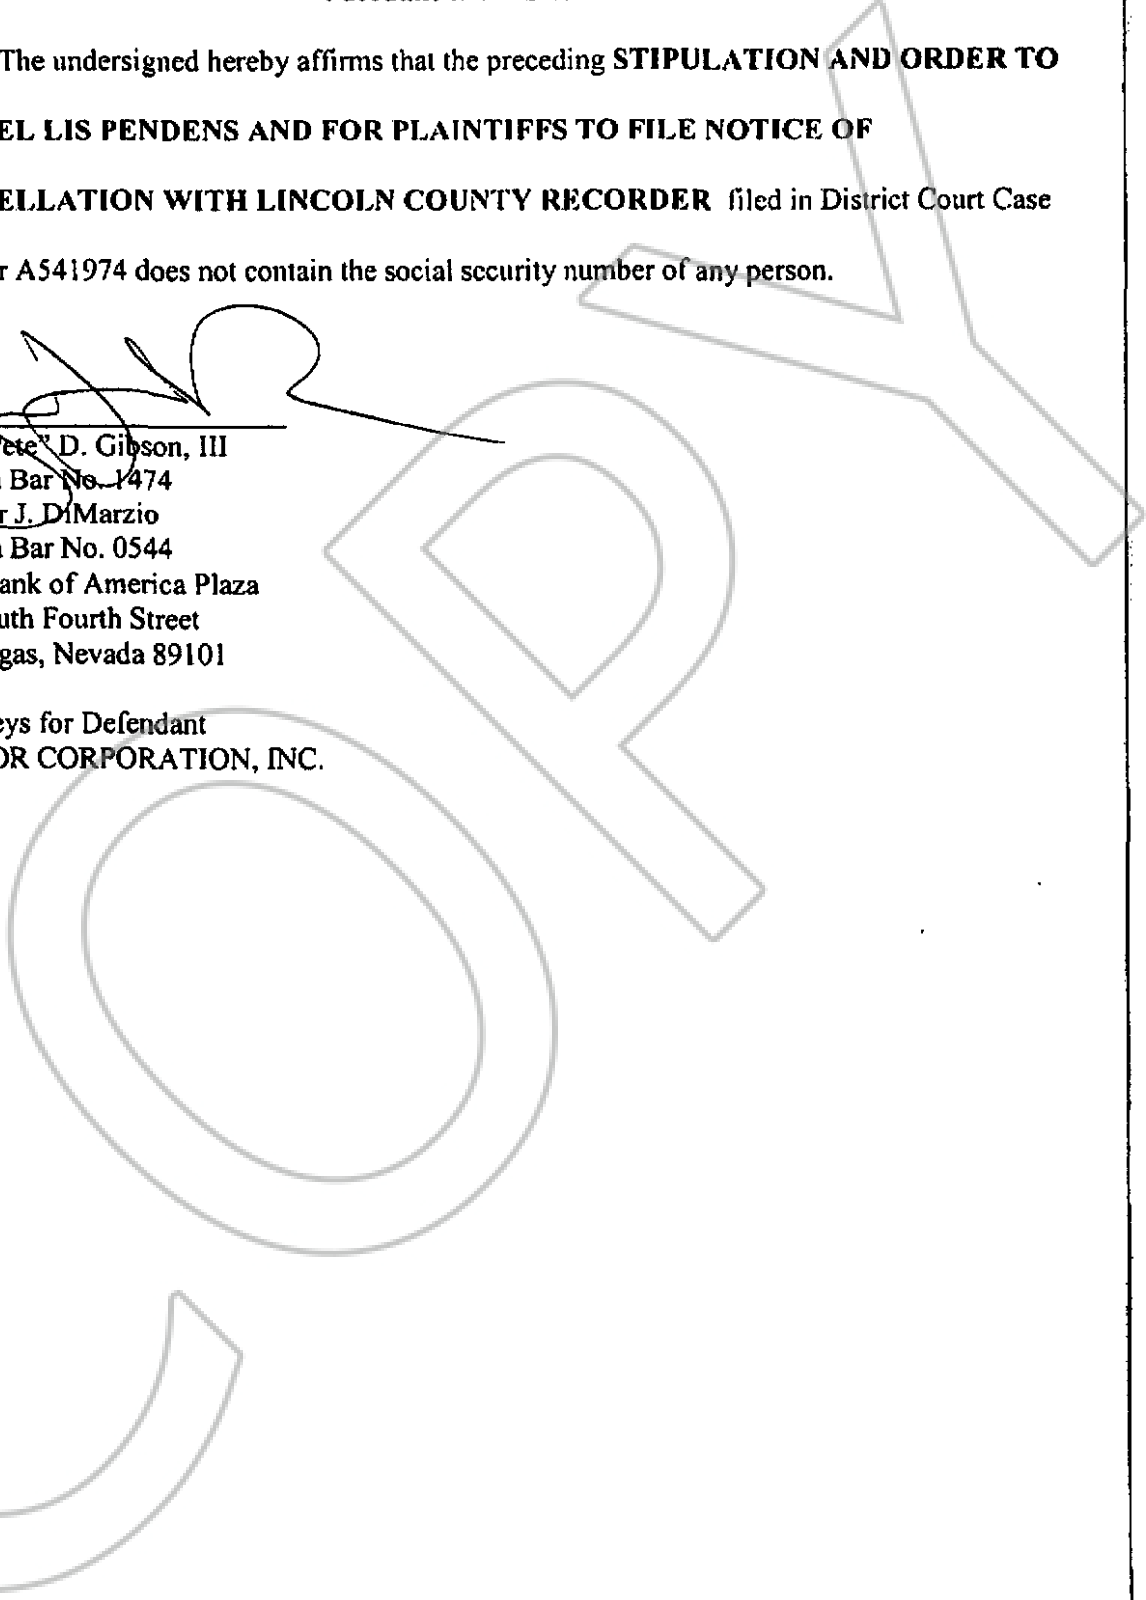 The undersigned hereby affirms that the preceding STIPULATION AND ORDER TO
EL LIS PENDENS AND FOR PLAINTIFFS TO FILE NOTICE OF
ELLATION WITH LINCOLN COUNTY RECORDER filed in District Court Case
r A541974 does not contain the social security number of any person.
ete" D. Gibson, III
Bar No. 1474
r J. DiMarzio
Bar No. 0544
ank of America Plaza
uth Fourth Street
gas, Nevada 89101
eys for Defendant
OR CORPORATION, INC.
COPY